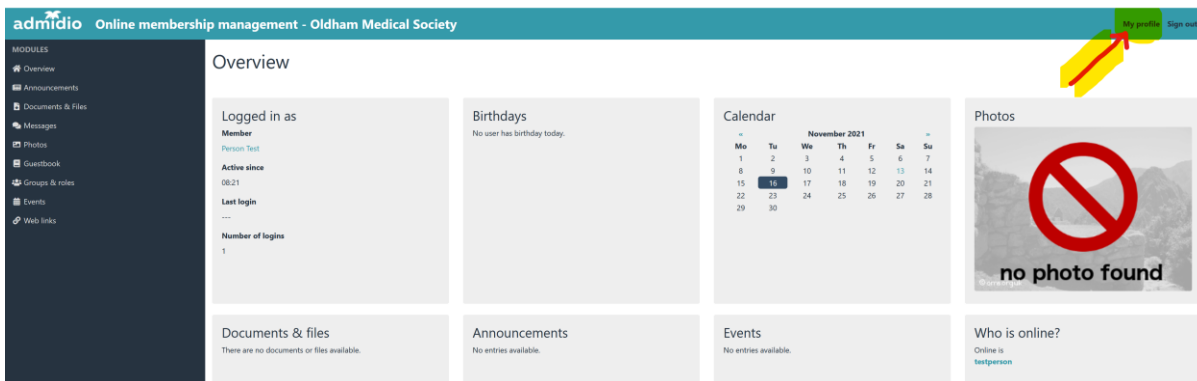 admidio Online membership management - Oldham Medical Society
My profile Sign out
MODULES
Overview
Announcements
Documents & Files
Messages
Photos
Guestbook
Groups & roles
Events
Web links
Overview
Logged in as
Member
Person Test
Active since
08:21
Last login
---
Number of logins
1
Birthdays
No user has birthday today.
Calendar
« November 2021 »
Mo Tu We Th Fr Sa Su
1 2 3 4 5 6 7
8 9 10 11 12 13 14
15 16 17 18 19 20 21
22 23 24 25 26 27 28
29 30
Photos
no photo found
Documents & files
There are no documents or files available.
Announcements
No entries available.
Events
No entries available.
Who is online?
Online is
testperson